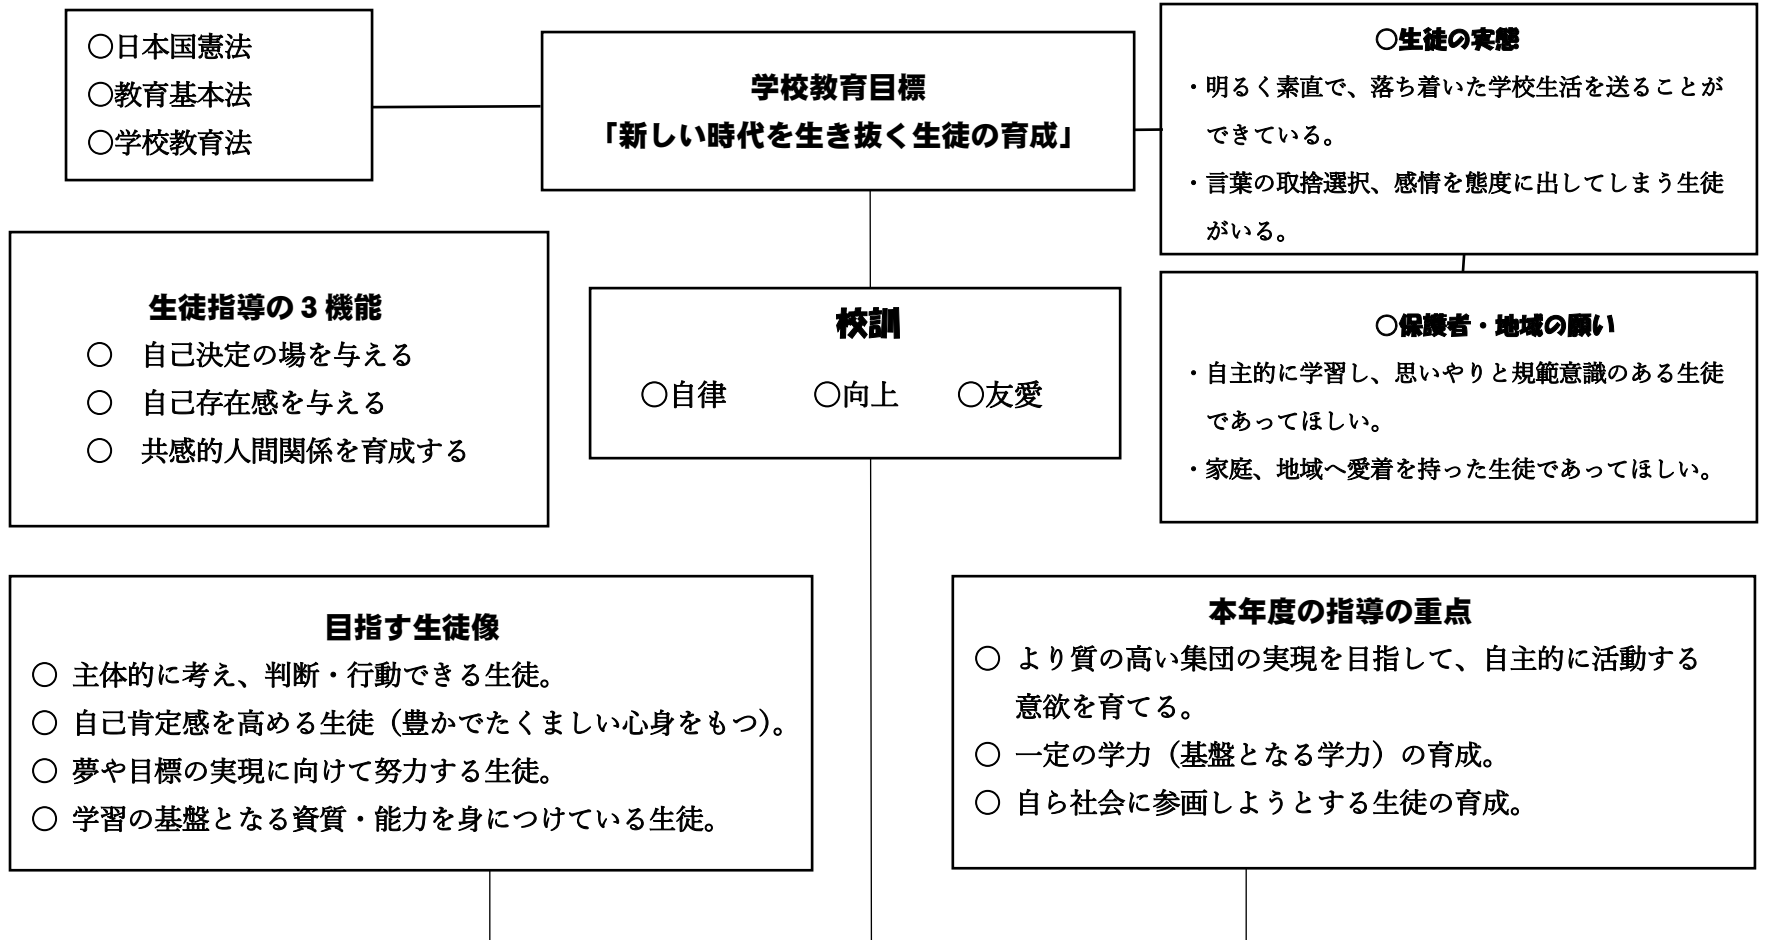 ○日本国憲法
○教育基本法
○学校教育法
学校教育目標
「新しい時代を生き抜く生徒の育成」
○生徒の実態
・明るく素直で、落ち着いた学校生活を送ることが
できている。
・言葉の取捨選択、感情を態度に出してしまう生徒
がいる。
生徒指導の3機能
○ 自己決定の場を与える
○ 自己存在感を与える
○ 共感的人間関係を育成する
校訓
○自律 ○向上 ○友愛
○保護者・地域の願い
・自主的に学習し、思いやりと規範意識のある生徒
であってほしい。
・家庭、地域へ愛着を持った生徒であってほしい。
目指す生徒像
○ 主体的に考え、判断・行動できる生徒。
○ 自己肯定感を高める生徒（豊かでたくましい心身をもつ）。
○ 夢や目標の実現に向けて努力する生徒。
○ 学習の基盤となる資質・能力を身につけている生徒。
本年度の指導の重点
○ より質の高い集団の実現を目指して、自主的に活動する
意欲を育てる。
○ 一定の学力（基盤となる学力）の育成。
○ 自ら社会に参画しようとする生徒の育成。